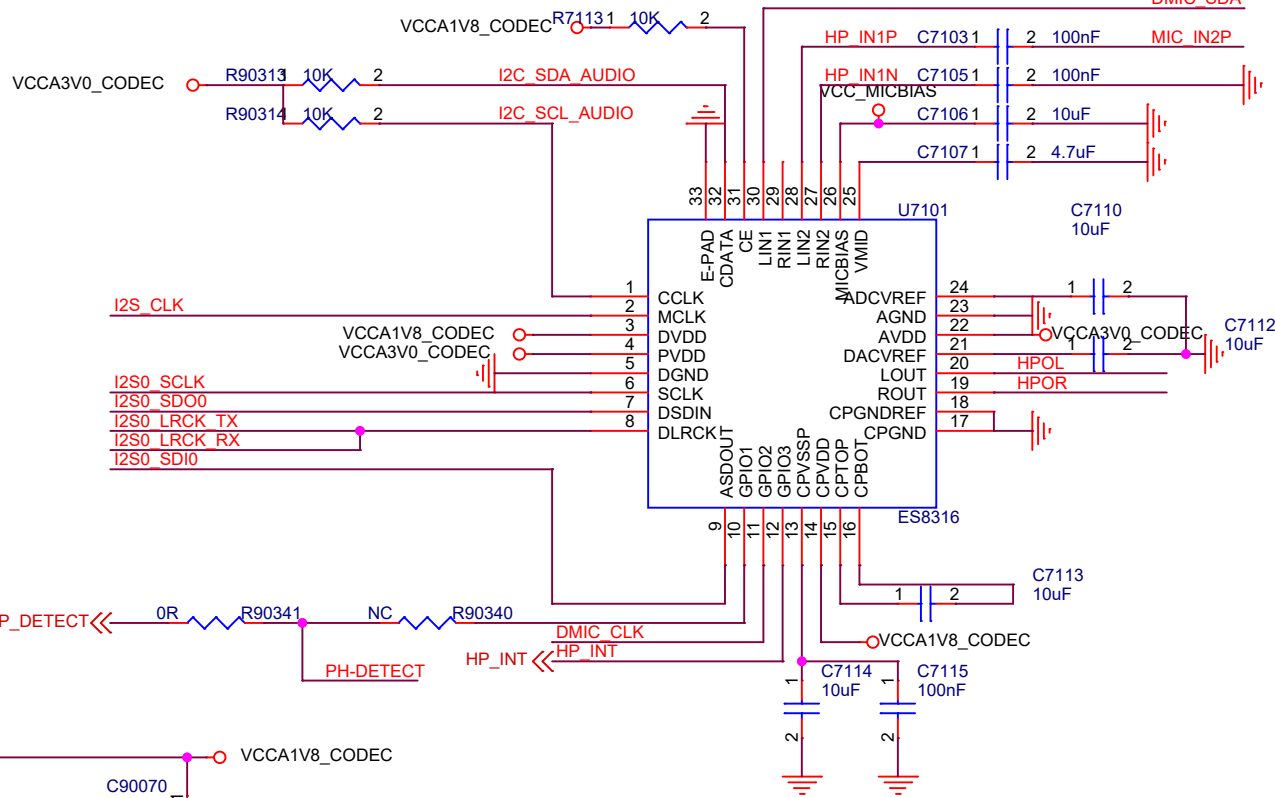 DMIC_SDA
VCCA1V8_CODEC R7113 1 10K 2
HP_IN1P C7103 1 2 100nF MIC_IN2P
VCCA3V0_CODEC R90313 1 10K 2 I2C_SDA_AUDIO
HP_IN1N C7105 1 2 100nF
VCC_MICBIAS
R90314 1 10K 2 I2C_SCL_AUDIO
C7106 1 2 10uF
C7107 1 2 4.7uF
33 32 31 30 29 28 27 26 25
U7101
C7110
10uF
E-PAD CDATA CE LIN1 RIN1 LIN2 RIN2 MICBIAS VMID
1 CCLK
ADCVREF 24 1 2
I2S_CLK 2 MCLK
AGND 23
VCCA1V8_CODEC 3 DVDD
AVDD 22 VCCA3V0_CODEC
C7112
10uF
VCCA3V0_CODEC 4 PVDD
DACVREF 21 1 2
5 DGND
LOUT 20 HPOL
I2S0_SCLK 6 SCLK
ROUT 19 HPOR
I2S0_SDO0 7 DSDIN
CPGNDREF 18
I2S0_LRCK_TX 8 DLRCK
CPGND 17
I2S0_LRCK_RX
I2S0_SDI0
ASDOUT GPIO1 GPIO2 GPIO3 CPVSSP CPVDD CPTOP CPBOT
ES8316
9 10 11 12 13 14 15 16
C7113
10uF
1 2
P_DETECT 0R R90341 NC R90340
DMIC_CLK
VCCA1V8_CODEC
HP_INT HP_INT
PH-DETECT
1 C7114
10uF
2
1 C7115
100nF
2
VCCA1V8_CODEC
C90070
1